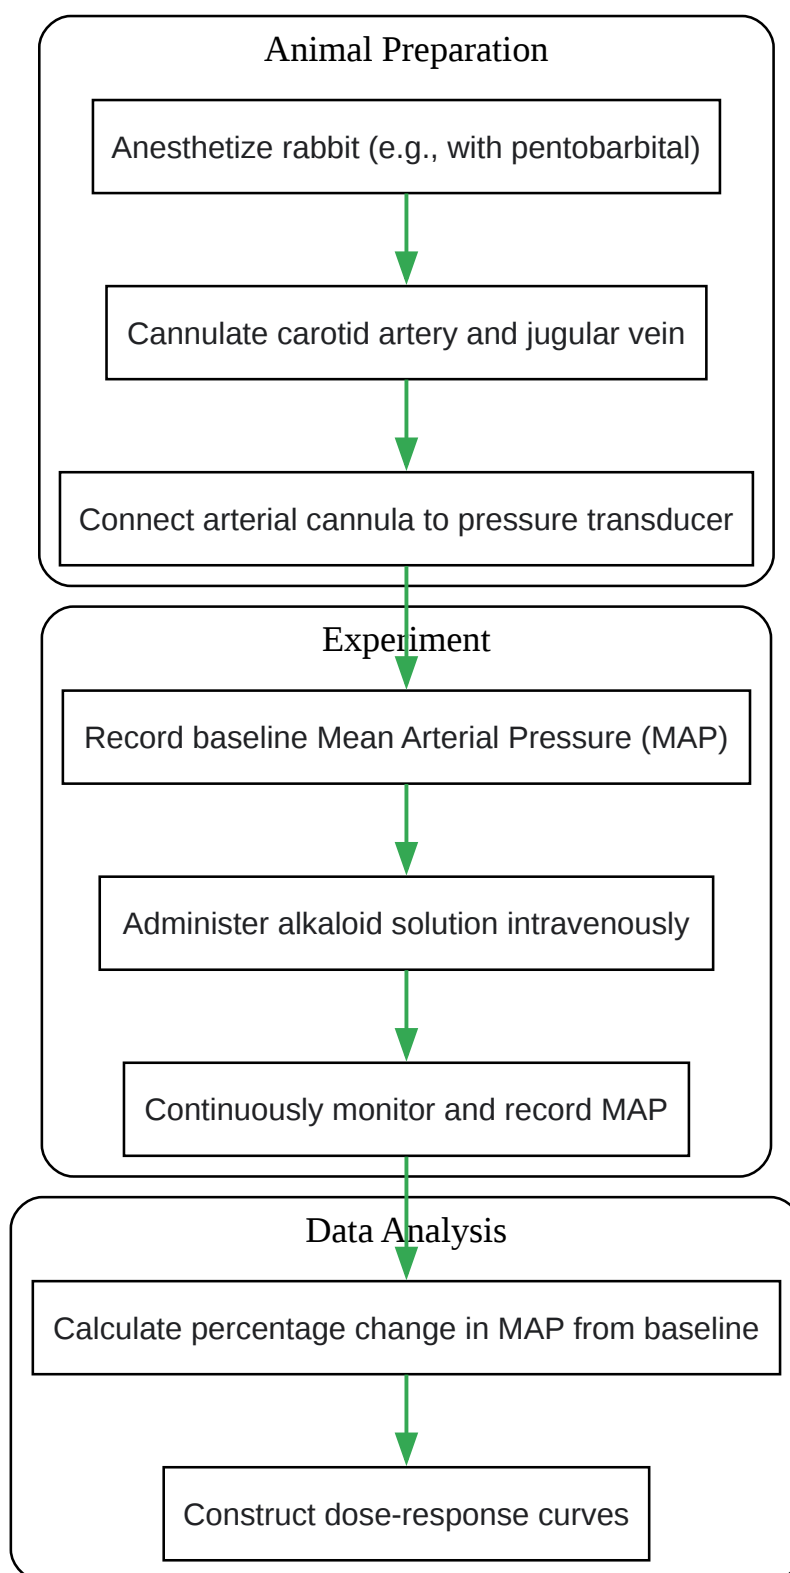 Animal Preparation
Anesthetize rabbit (e.g., with pentobarbital)
Cannulate carotid artery and jugular vein
Connect arterial cannula to pressure transducer
Experiment
Record baseline Mean Arterial Pressure (MAP)
Administer alkaloid solution intravenously
Continuously monitor and record MAP
Data Analysis
Calculate percentage change in MAP from baseline
Construct dose-response curves